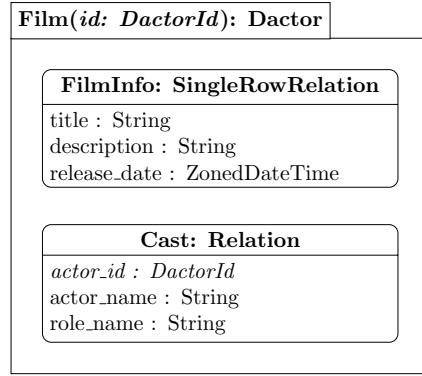 Film(id: DactorId): Dactor
FilmInfo: SingleRowRelation
title : String
description : String
release_date : ZonedDateTime
Cast: Relation
actor_id : DactorId
actor_name : String
role_name : String